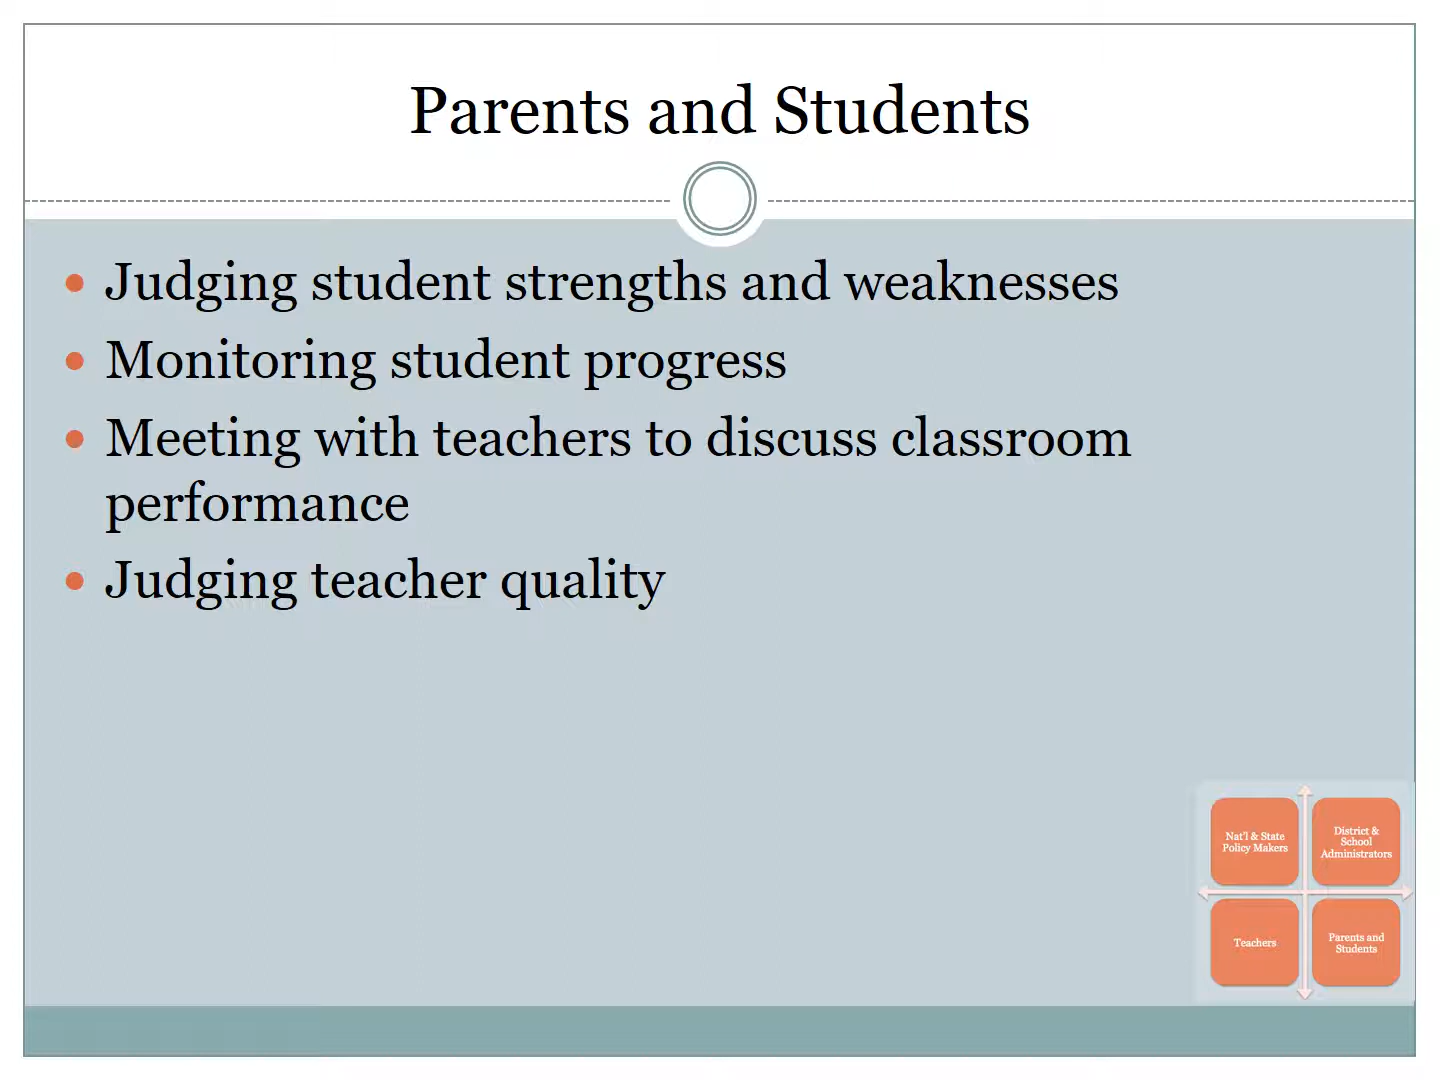 Parents and Students
Judging student strengths and weaknesses
Monitoring student progress
Meeting with teachers to discuss classroom
performance
Judging teacher quality
Nat'l & State
Policy Makers
District &
School
Administrators
Teachers
Parents and
Students